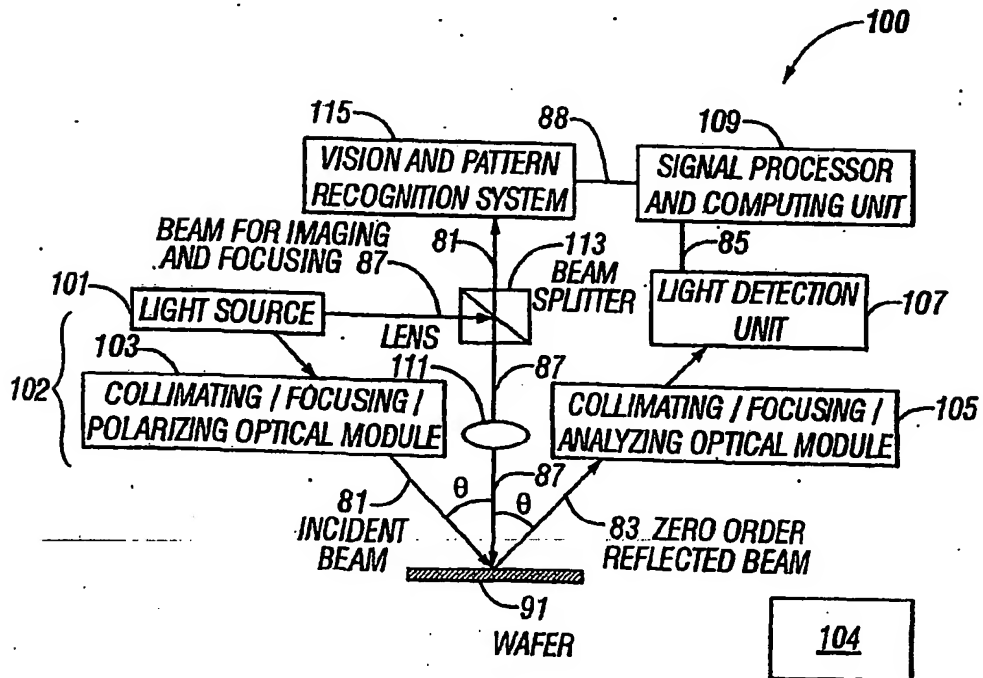 100
115
88
109
VISION AND PATTERN
RECOGNITION SYSTEM
SIGNAL PROCESSOR
AND COMPUTING UNIT
BEAM FOR IMAGING
AND FOCUSING 87
81
113
BEAM
SPLITTER
85
101
LIGHT SOURCE
LENS
LIGHT DETECTION
UNIT
107
102
103
111
87
COLLIMATING / FOCUSING /
POLARIZING OPTICAL MODULE
COLLIMATING / FOCUSING /
ANALYZING OPTICAL MODULE
105
87
81
INCIDENT
BEAM
θ
θ
83 ZERO ORDER
REFLECTED BEAM
91
WAFER
104